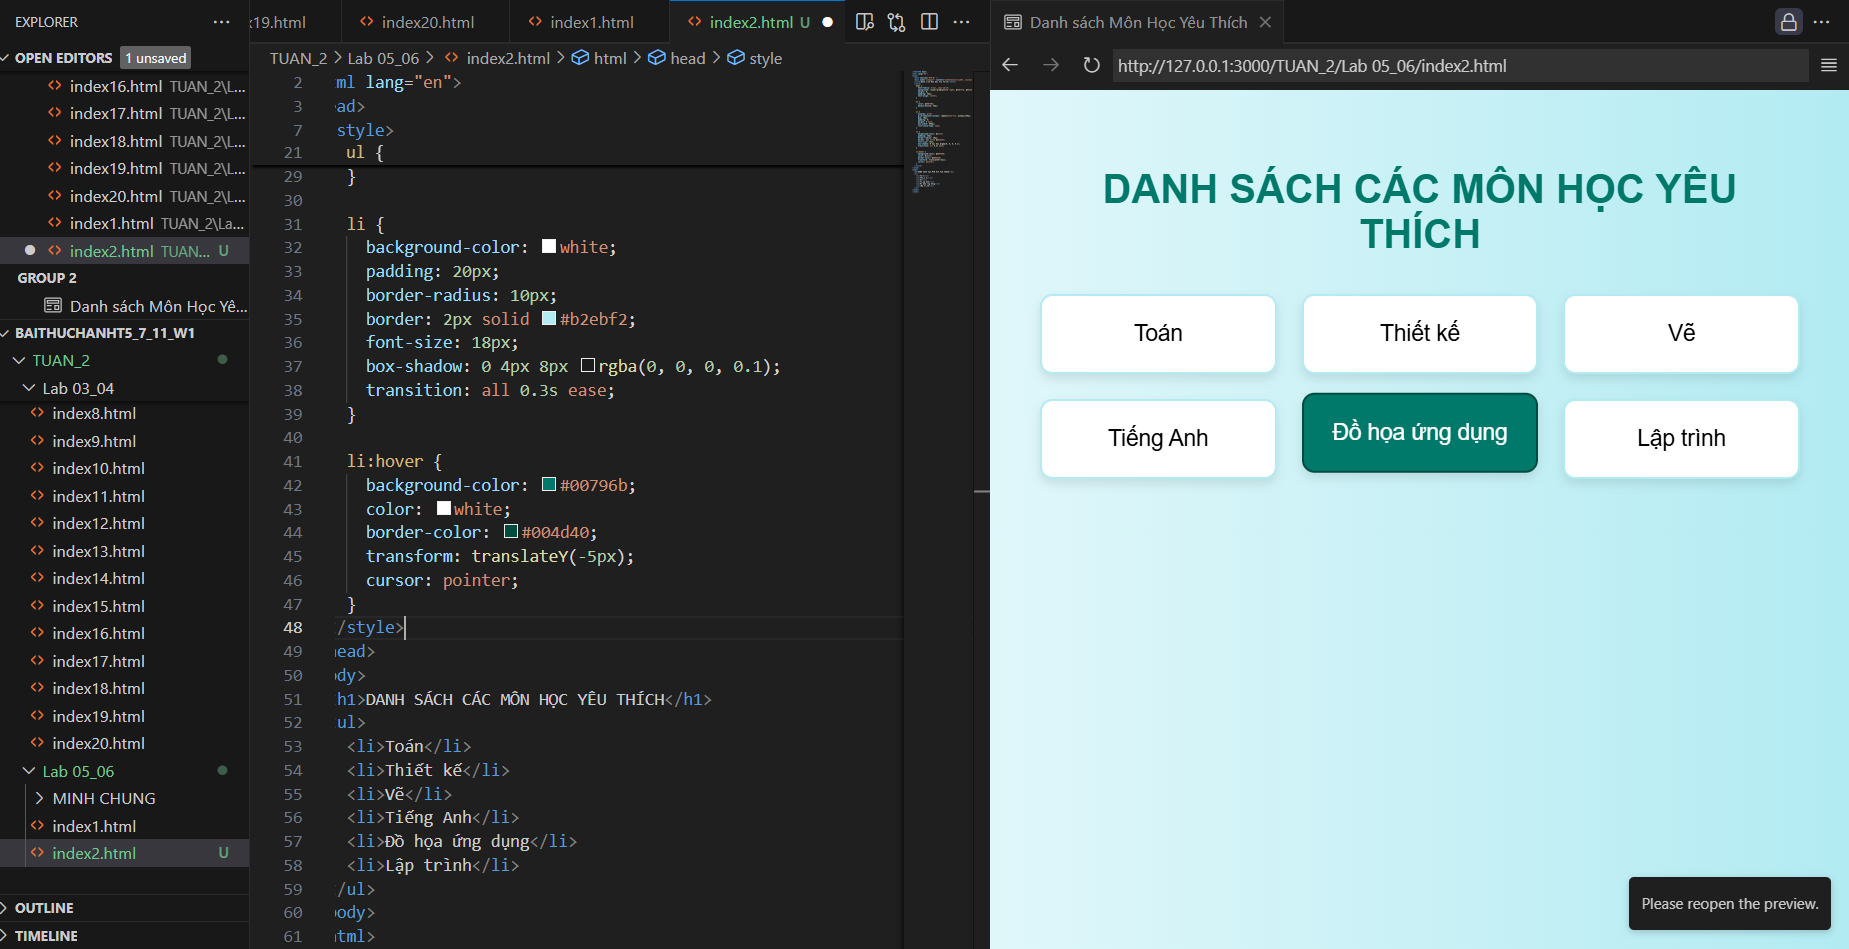 EXPLORER
OPEN EDITORS 1 unsaved
index16.html TUAN_2\L...
index17.html TUAN_2\L...
index18.html TUAN_2\L...
index19.html TUAN_2\L...
index20.html TUAN_2\L...
index1.html TUAN_2\La...
index2.html TUAN... U
GROUP 2
Danh sách Môn Học Yê...
BAITHUCHANHT5_7_11_W1
TUAN_2
Lab 03_04
index8.html
index9.html
index10.html
index11.html
index12.html
index13.html
index14.html
index15.html
index16.html
index17.html
index18.html
index19.html
index20.html
Lab 05_06
MINH CHUNG
index1.html
index2.html U
OUTLINE
TIMELINE
x19.html index20.html index1.html index2.html U
TUAN_2 > Lab 05_06 > index2.html > html > head > style
2 ml lang="en">
3 ead>
7 style>
21 ul {
29 }
30
31 li {
32 background-color: white;
33 padding: 20px;
34 border-radius: 10px;
35 border: 2px solid #b2ebf2;
36 font-size: 18px;
37 box-shadow: 0 4px 8px rgba(0, 0, 0, 0.1);
38 transition: all 0.3s ease;
39 }
40
41 li:hover {
42 background-color: #00796b;
43 color: white;
44 border-color: #004d40;
45 transform: translateY(-5px);
46 cursor: pointer;
47 }
48 /style>
49 head>
50 ody>
51 h1>DANH SÁCH CÁC MÔN HỌC YÊU THÍCH</h1>
52 ul>
53 <li>Toán</li>
54 <li>Thiết kế</li>
55 <li>Vẽ</li>
56 <li>Tiếng Anh</li>
57 <li>Đồ họa ứng dụng</li>
58 <li>Lập trình</li>
59 /ul>
60 body>
61 html>
Danh sách Môn Học Yêu Thích
http://127.0.0.1:3000/TUAN_2/Lab 05_06/index2.html
DANH SÁCH CÁC MÔN HỌC YÊU
THÍCH
Toán Thiết kế Vẽ
Tiếng Anh Đồ họa ứng dụng Lập trình
Please reopen the preview.